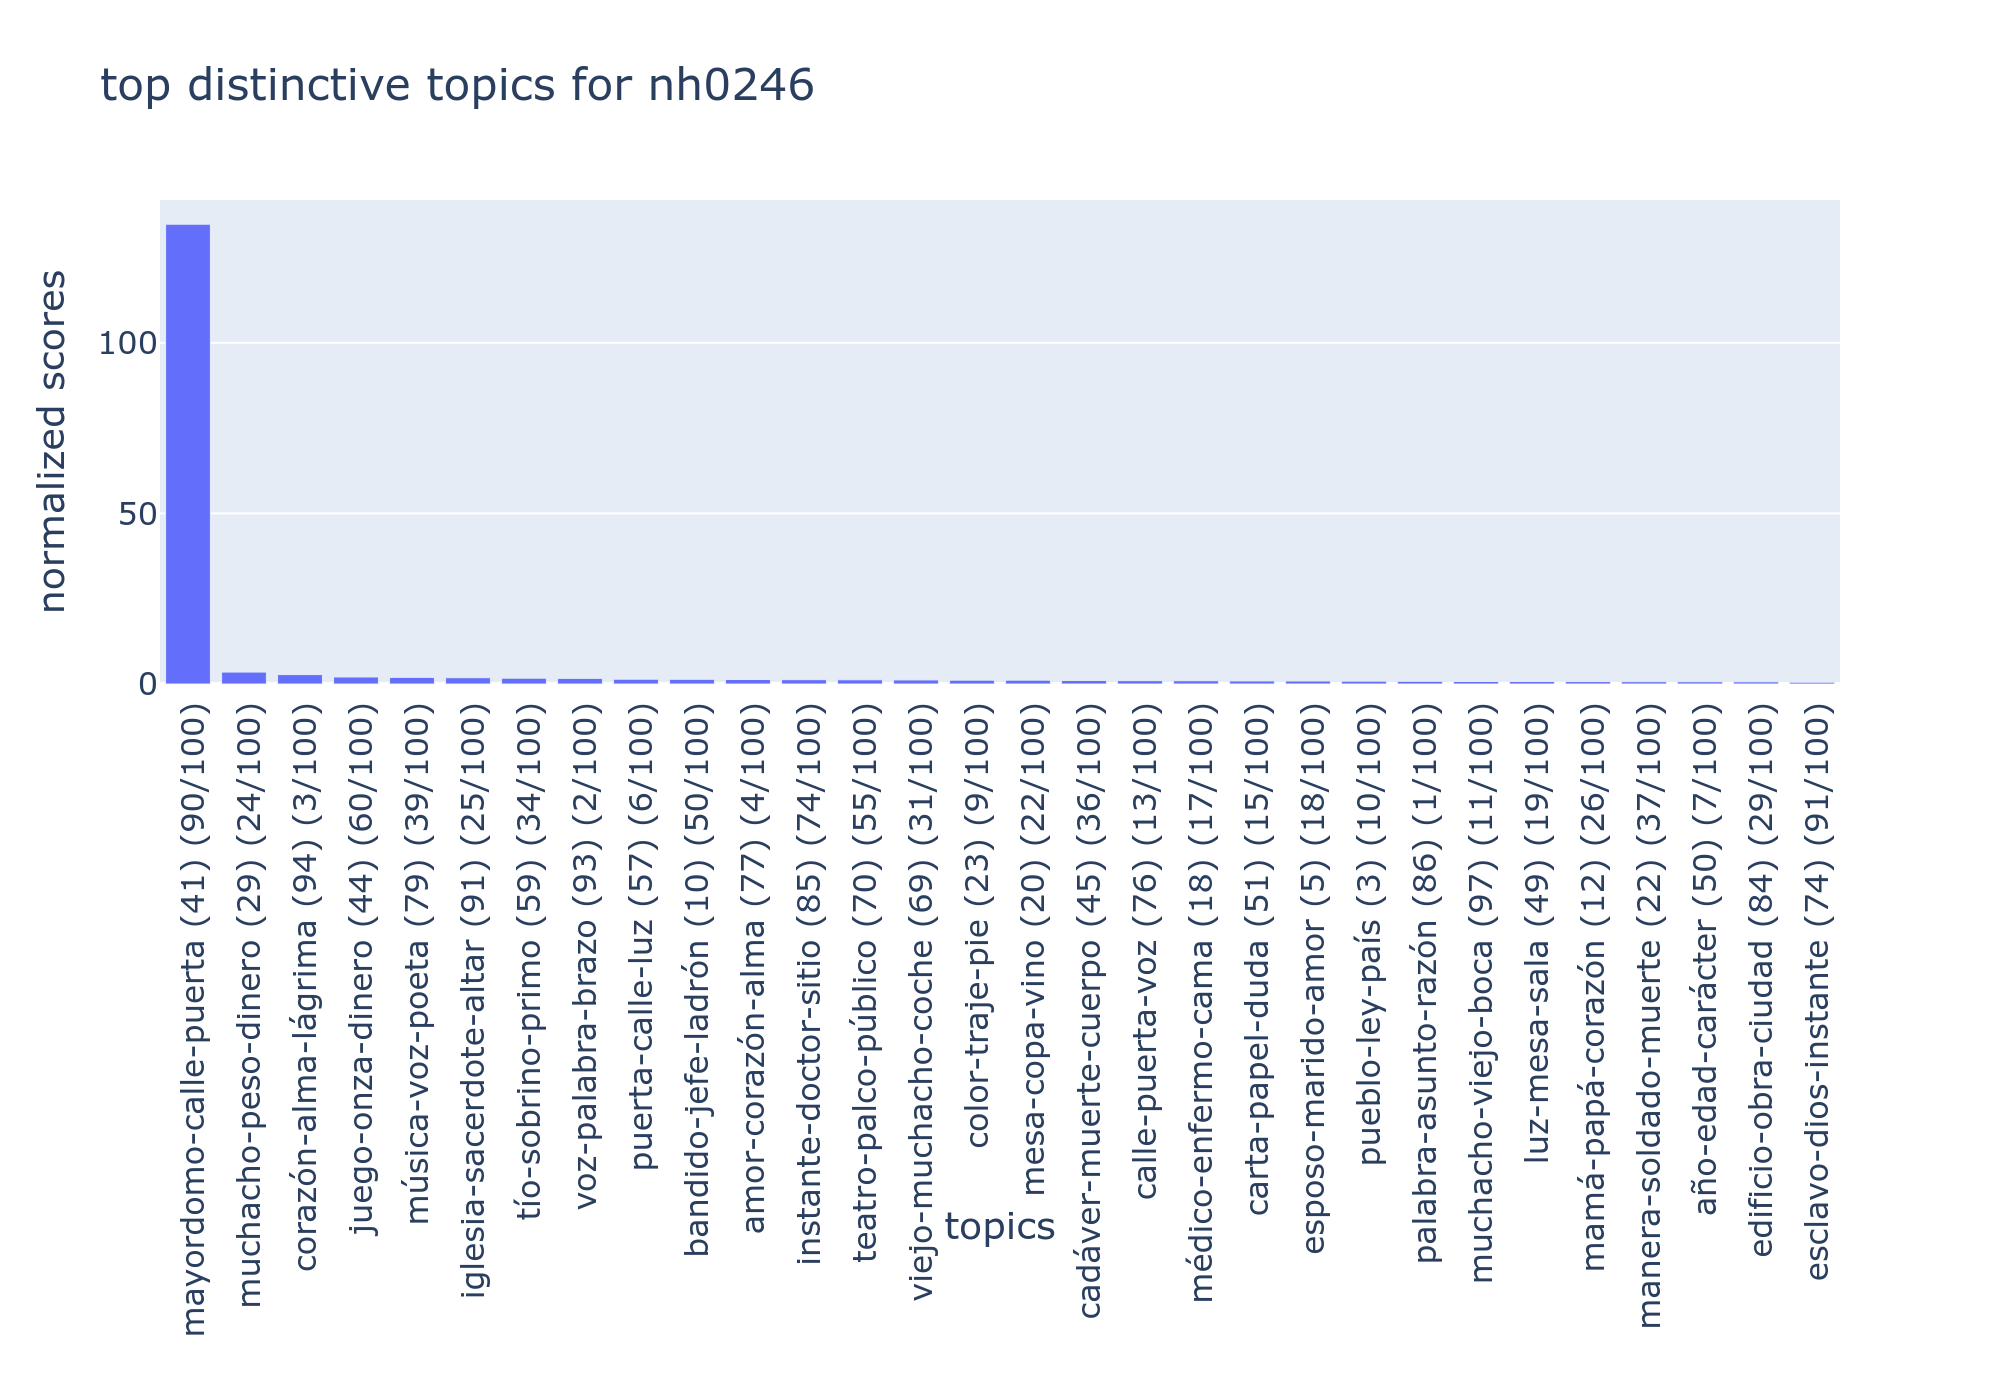 top distinctive topics for nh0246
normalized scores
100
50
0
mayordomo-calle-puerta (41) (90/100)
muchacho-peso-dinero (29) (24/100)
corazón-alma-lágrima (94) (3/100)
juego-onza-dinero (44) (60/100)
música-voz-poeta (79) (39/100)
iglesia-sacerdote-altar (91) (25/100)
tío-sobrino-primo (59) (34/100)
voz-palabra-brazo (93) (2/100)
puerta-calle-luz (57) (6/100)
bandido-jefe-ladrón (10) (50/100)
amor-corazón-alma (77) (4/100)
instante-doctor-sitio (85) (74/100)
teatro-palco-público (70) (55/100)
viejo-muchacho-coche (69) (31/100)
color-traje-pie (23) (9/100)
mesa-copa-vino (20) (22/100)
cadáver-muerte-cuerpo (45) (36/100)
calle-puerta-voz (76) (13/100)
médico-enfermo-cama (18) (17/100)
carta-papel-duda (51) (15/100)
esposo-marido-amor (5) (18/100)
pueblo-ley-país (3) (10/100)
palabra-asunto-razón (86) (1/100)
muchacho-viejo-boca (97) (11/100)
luz-mesa-sala (49) (19/100)
mamá-papá-corazón (12) (26/100)
manera-soldado-muerte (22) (37/100)
año-edad-carácter (50) (7/100)
edificio-obra-ciudad (84) (29/100)
esclavo-dios-instante (74) (91/100)
topics